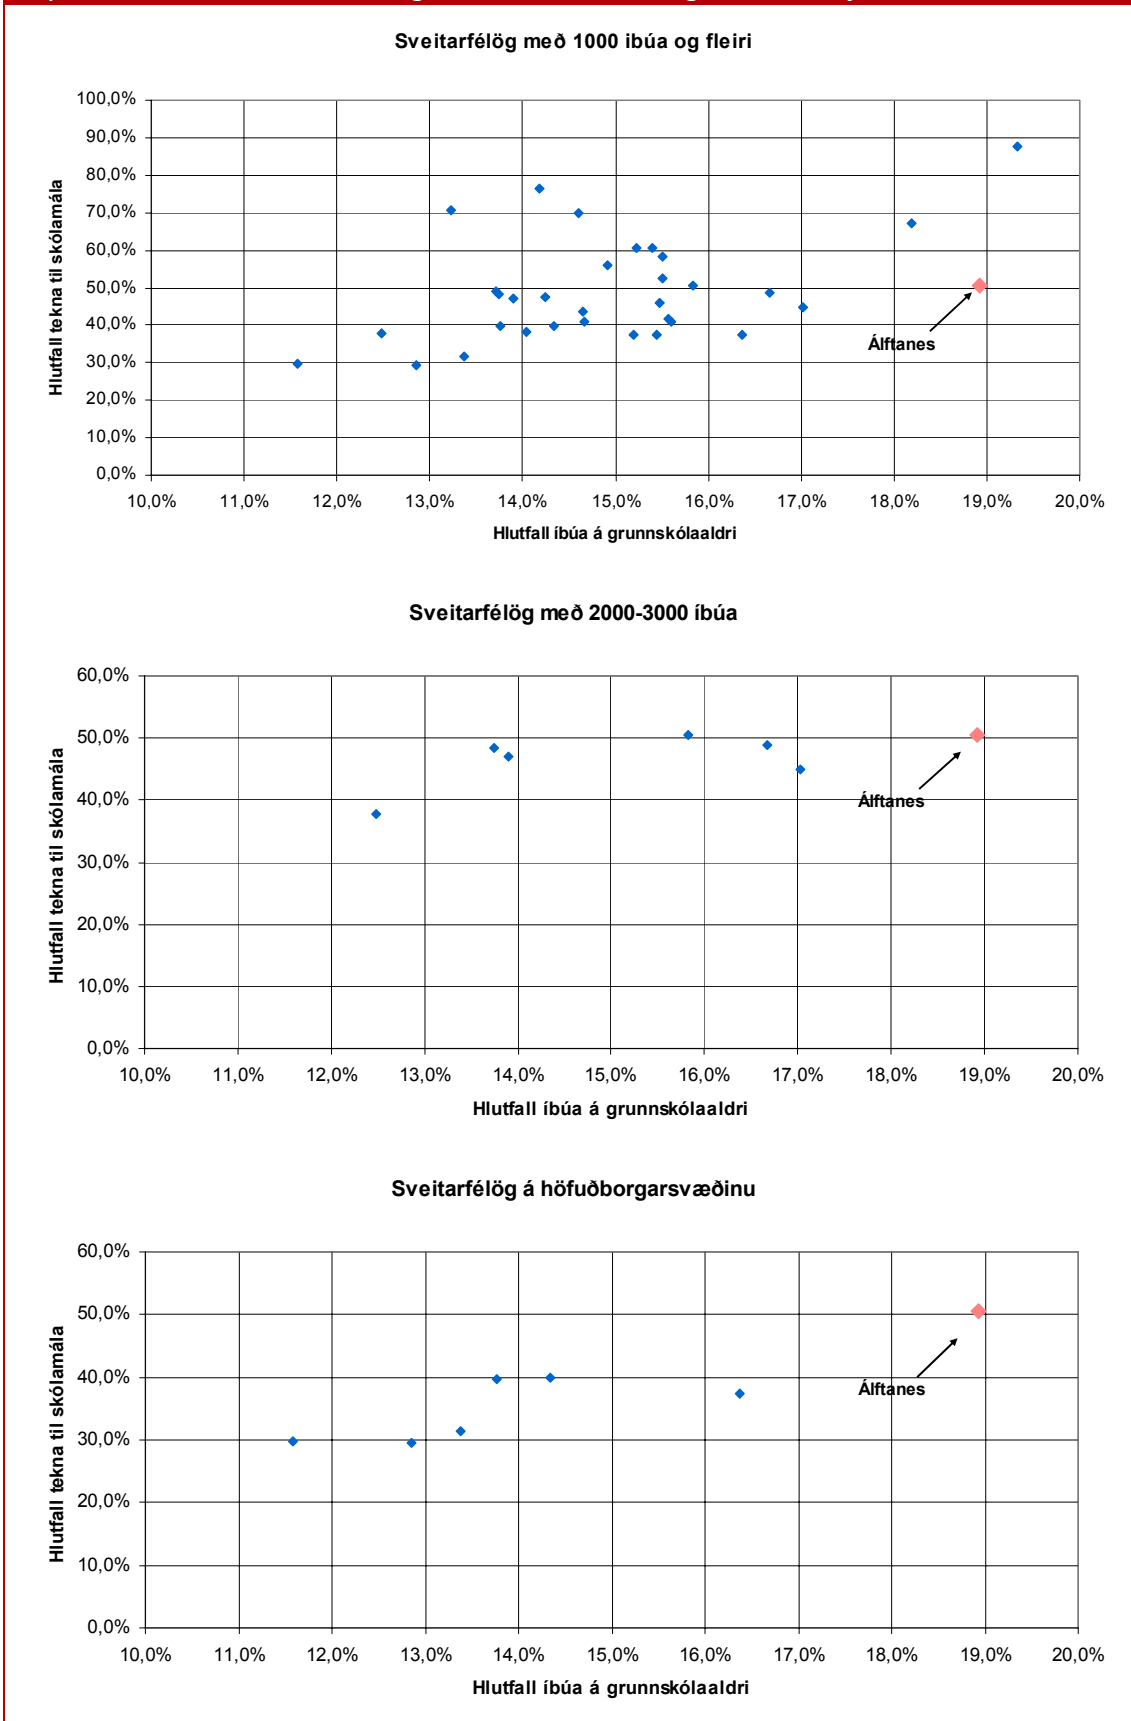 Sveitarfélög með 1000 ibúa og fleiri
100,0%
90,0%
80,0%
70,0%
60,0%
50,0%
40,0%
30,0%
20,0%
10,0%
0,0%
Hlutfall tekna til skólamála
Álftanes
10,0% 11,0% 12,0% 13,0% 14,0% 15,0% 16,0% 17,0% 18,0% 19,0% 20,0%
Hlutfall íbúa á grunnskólaaldri
Sveitarfélög með 2000-3000 íbúa
60,0%
50,0%
40,0%
30,0%
20,0%
10,0%
0,0%
Hlutfall tekna til skólamála
Álftanes
10,0% 11,0% 12,0% 13,0% 14,0% 15,0% 16,0% 17,0% 18,0% 19,0% 20,0%
Hlutfall íbúa á grunnskólaaldri
Sveitarfélög á höfuðborgarsvæðinu
60,0%
50,0%
40,0%
30,0%
20,0%
10,0%
0,0%
Hlutfall tekna til skólamála
Álftanes
10,0% 11,0% 12,0% 13,0% 14,0% 15,0% 16,0% 17,0% 18,0% 19,0% 20,0%
Hlutfall íbúa á grunnskólaaldri